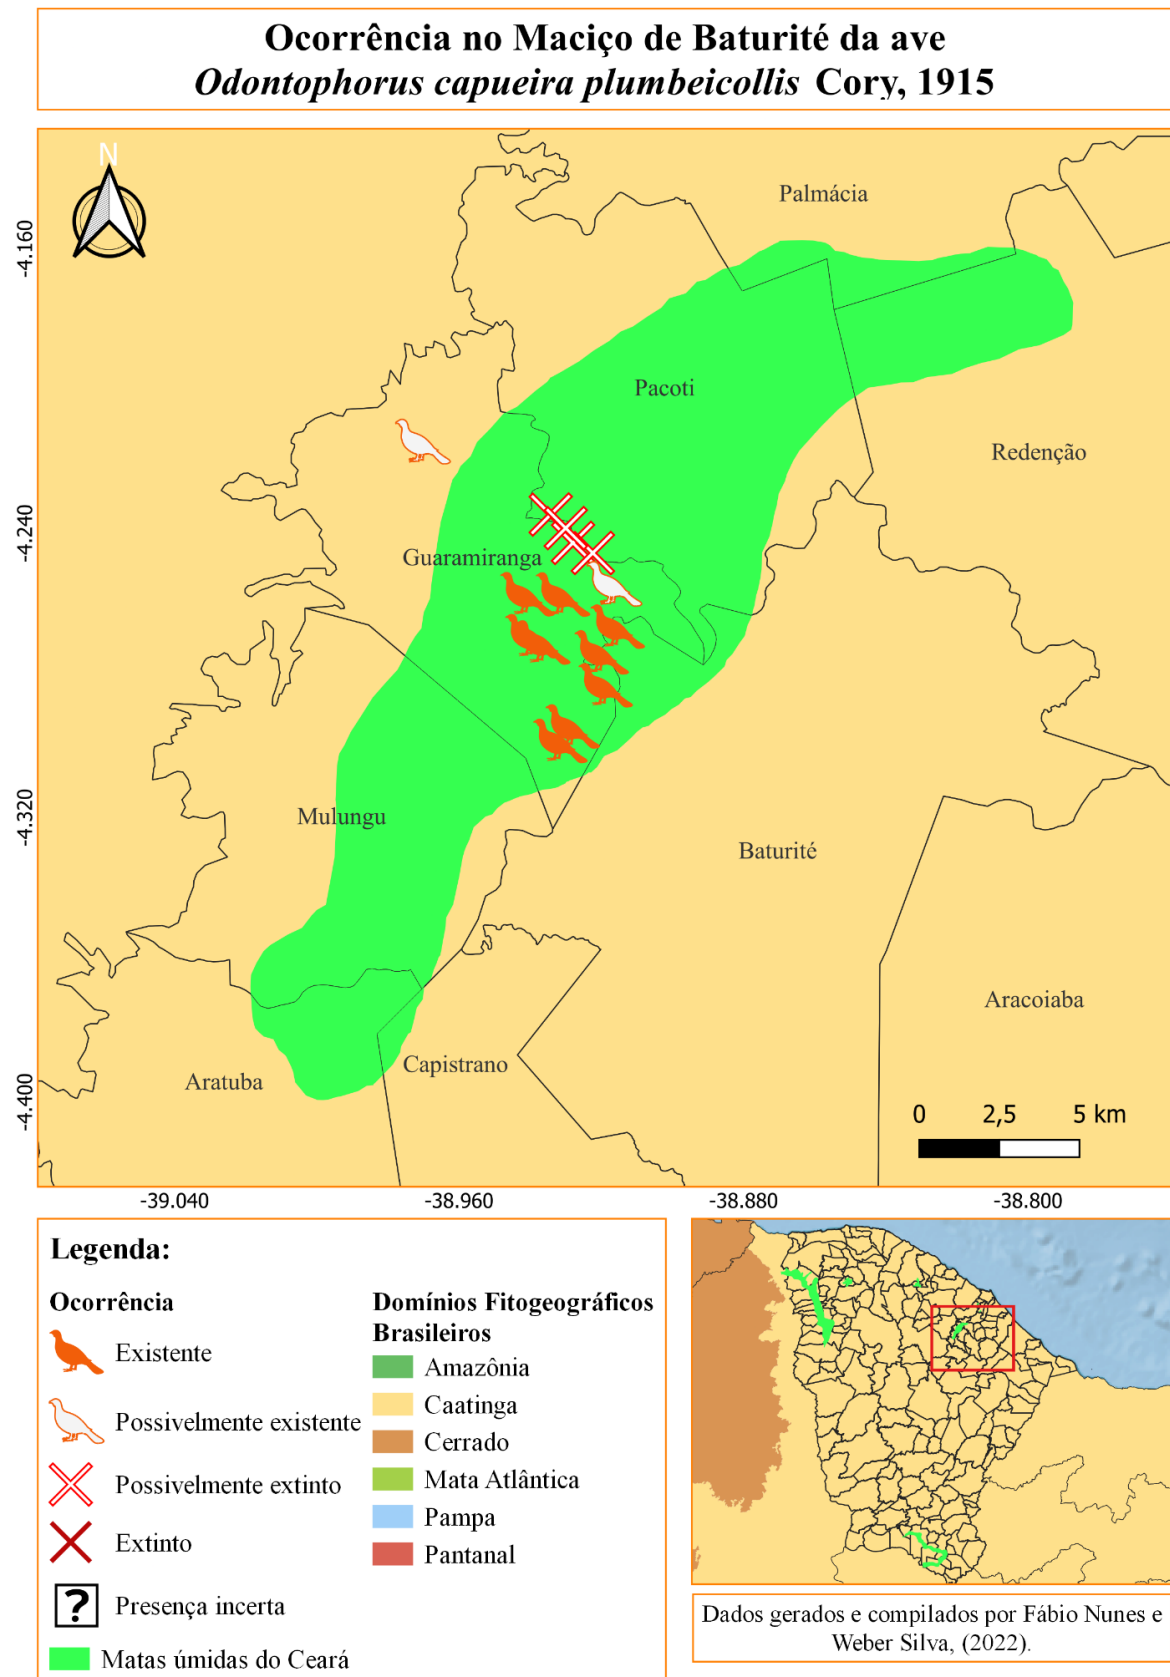 Ocorrência no Maciço de Baturité da ave
Odontophorus capueira plumbeicollis Cory, 1915
N
Palmácia
-4.160
Pacoti
Redenção
-4.240
Guaramiranga
-4.320
Mulungu
Baturité
Aracoiaba
Capistrano
Aratuba
-4.400
0 2,5 5 km
-39.040 -38.960 -38.880 -38.800
Legenda:
Ocorrência
Existente
Possivelmente existente
Possivelmente extinto
Extinto
? Presença incerta
Matas úmidas do Ceará
Domínios Fitogeográficos
Brasileiros
Amazônia
Caatinga
Cerrado
Mata Atlântica
Pampa
Pantanal
Dados gerados e compilados por Fábio Nunes e
Weber Silva, (2022).